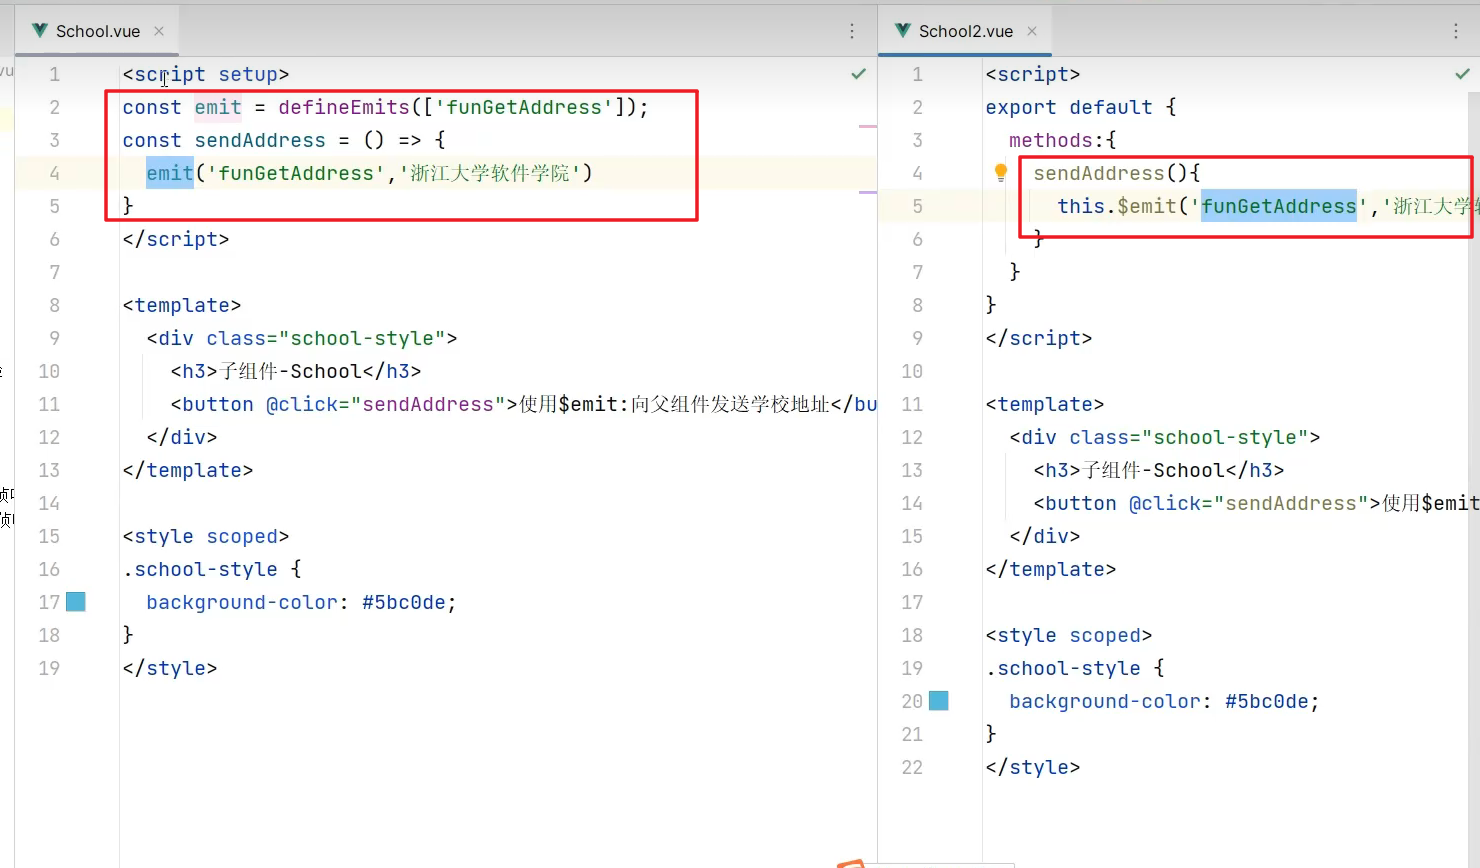 School.vue
1 <script setup>
2 const emit = defineEmits(['funGetAddress']);
3 const sendAddress = () => {
4 emit('funGetAddress','浙江大学软件学院')
5 }
6 </script>
7
8 <template>
9 <div class="school-style">
10 <h3>子组件-School</h3>
11 <button @click="sendAddress">使用$emit:向父组件发送学校地址</bu
12 </div>
13 </template>
14
15 <style scoped>
16 .school-style {
17 background-color: #5bc0de;
18 }
19 </style>
School2.vue
1 <script>
2 export default {
3 methods:{
4 sendAddress(){
5 this.$emit('funGetAddress','浙江大学
6 }
7 }
8 }
9 </script>
10
11 <template>
12 <div class="school-style">
13 <h3>子组件-School</h3>
14 <button @click="sendAddress">使用$emit
15 </div>
16 </template>
17
18 <style scoped>
19 .school-style {
20 background-color: #5bc0de;
21 }
22 </style>